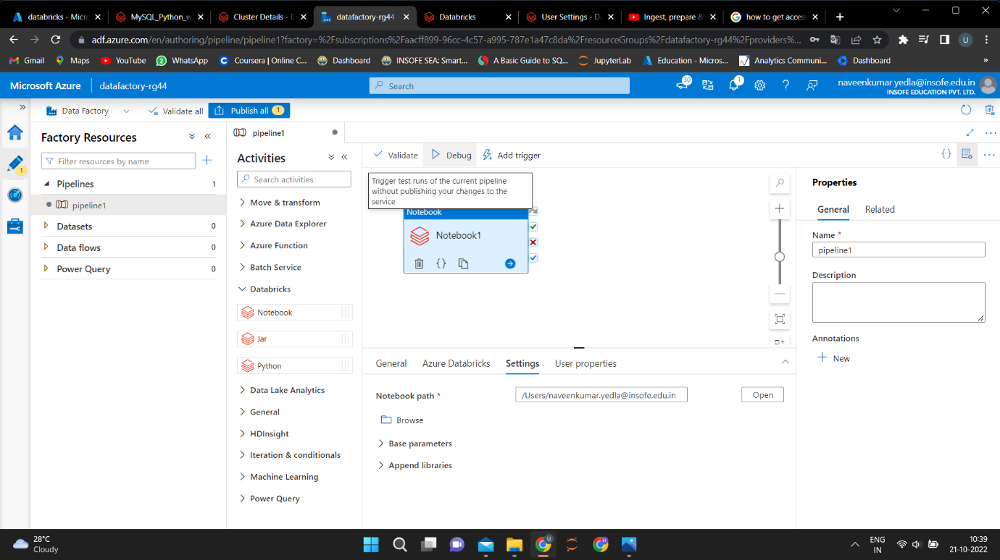 databricks - Micr
MySQL_Python_w
Cluster Details - D
datafactory-rg44
Databricks
User Settings - Da
Ingest, prepare &
how to get acces
adf.azure.com/en/authoring/pipeline/pipeline1?factory=%2Fsubscriptions%2Faacff899-96cc-4c57-a995-787e1a47c8da%2FresourceGroups%2Fdatafactory-rg44%2Fproviders%...
U
Gmail
Maps
YouTube
WhatsApp
Coursera | Online C...
Dashboard
INSOFE SEA: Smart...
A Basic Guide to SQ...
JupyterLab
Education - Micros...
Analytics Communi...
Dashboard
»
Microsoft Azure
datafactory-rg44
Search
30
1
naveenkumar.yedla@insofe.edu.in
INSOFE EDUCATION PVT. LTD.
Data Factory
Validate all
Publish all 1
1
Factory Resources
Filter resources by name
Pipelines 1
pipeline1
Datasets 0
Data flows 0
Power Query 0
pipeline1
Activities
Search activities
Move & transform
Azure Data Explorer
Azure Function
Batch Service
Databricks
Notebook
Jar
Python
Data Lake Analytics
General
HDInsight
Iteration & conditionals
Machine Learning
Power Query
Validate
Debug
Add trigger
Trigger test runs of the current pipeline
without publishing your changes to the
service
Notebook
Notebook1
General
Azure Databricks
Settings
User properties
Notebook path *
/Users/naveenkumar.yedla@insofe.edu.in
Open
Browse
Base parameters
Append libraries
Properties
General
Related
Name *
pipeline1
Description
Annotations
New
28°C
Cloudy
U
H
ENG
IN
10:39
21-10-2022